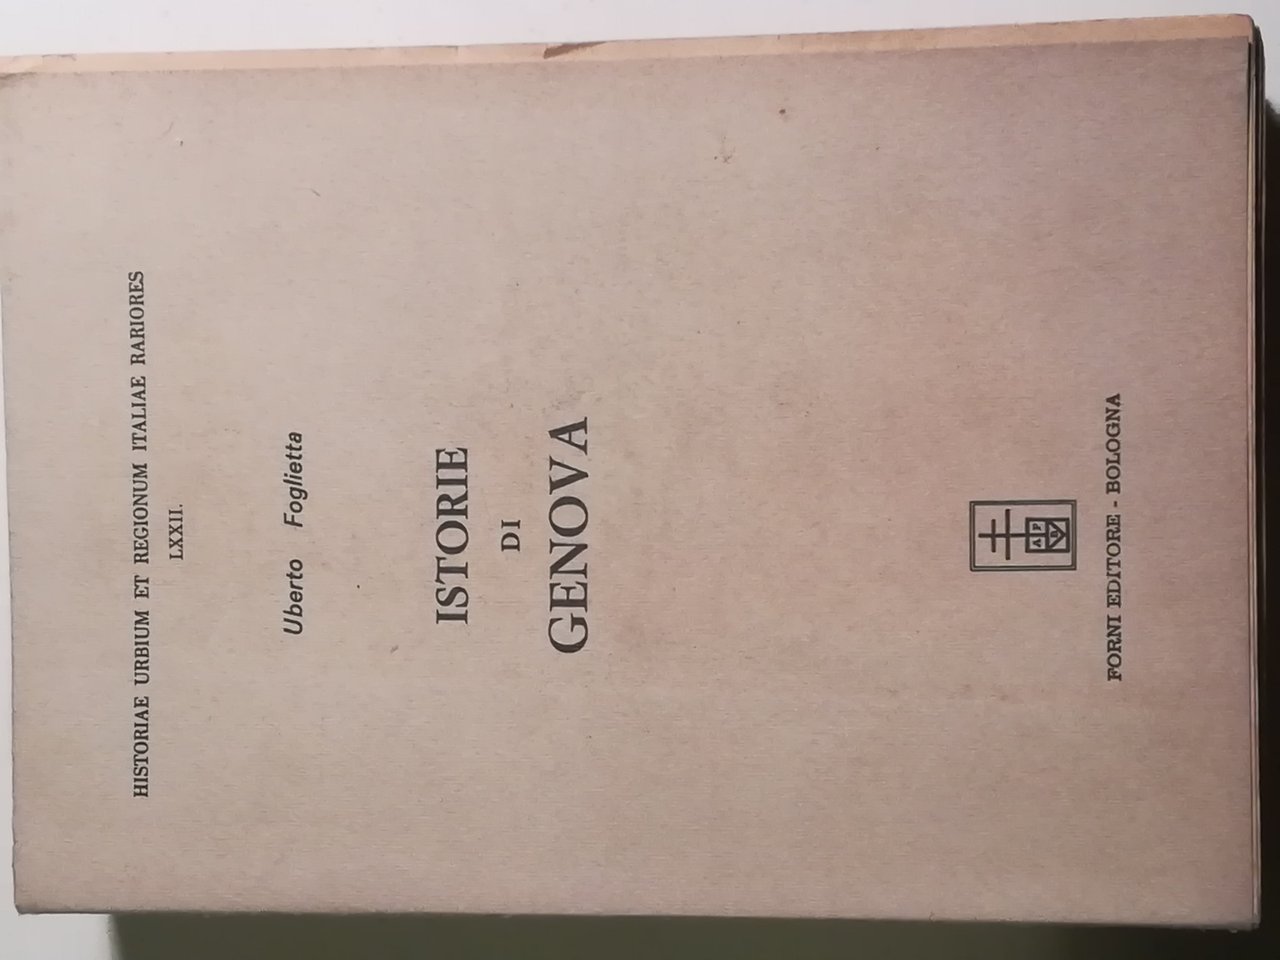 HISTORIAE URBIUM ET REGIONUM ITALIAE RARIORES
LXXII.
Uberto Foglietta
ISTORIE
DI
GENOVA
A F
FORNI EDITORE - BOLOGNA